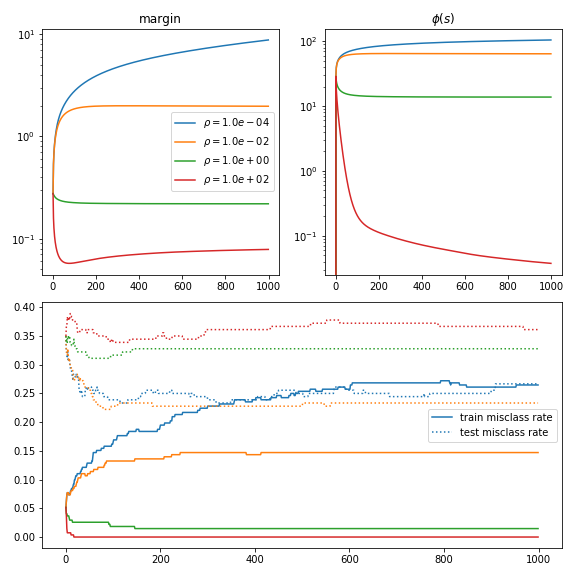 margin
ϕ(s)
10¹
10⁰
10⁻¹
ρ = 1.0e − 04
ρ = 1.0e − 02
ρ = 1.0e + 00
ρ = 1.0e + 02
0 200 400 600 800 1000
10²
10¹
10⁰
10⁻¹
0 200 400 600 800 1000
0.40
0.35
0.30
0.25
0.20
0.15
0.10
0.05
0.00
train misclass rate
test misclass rate
0 200 400 600 800 1000